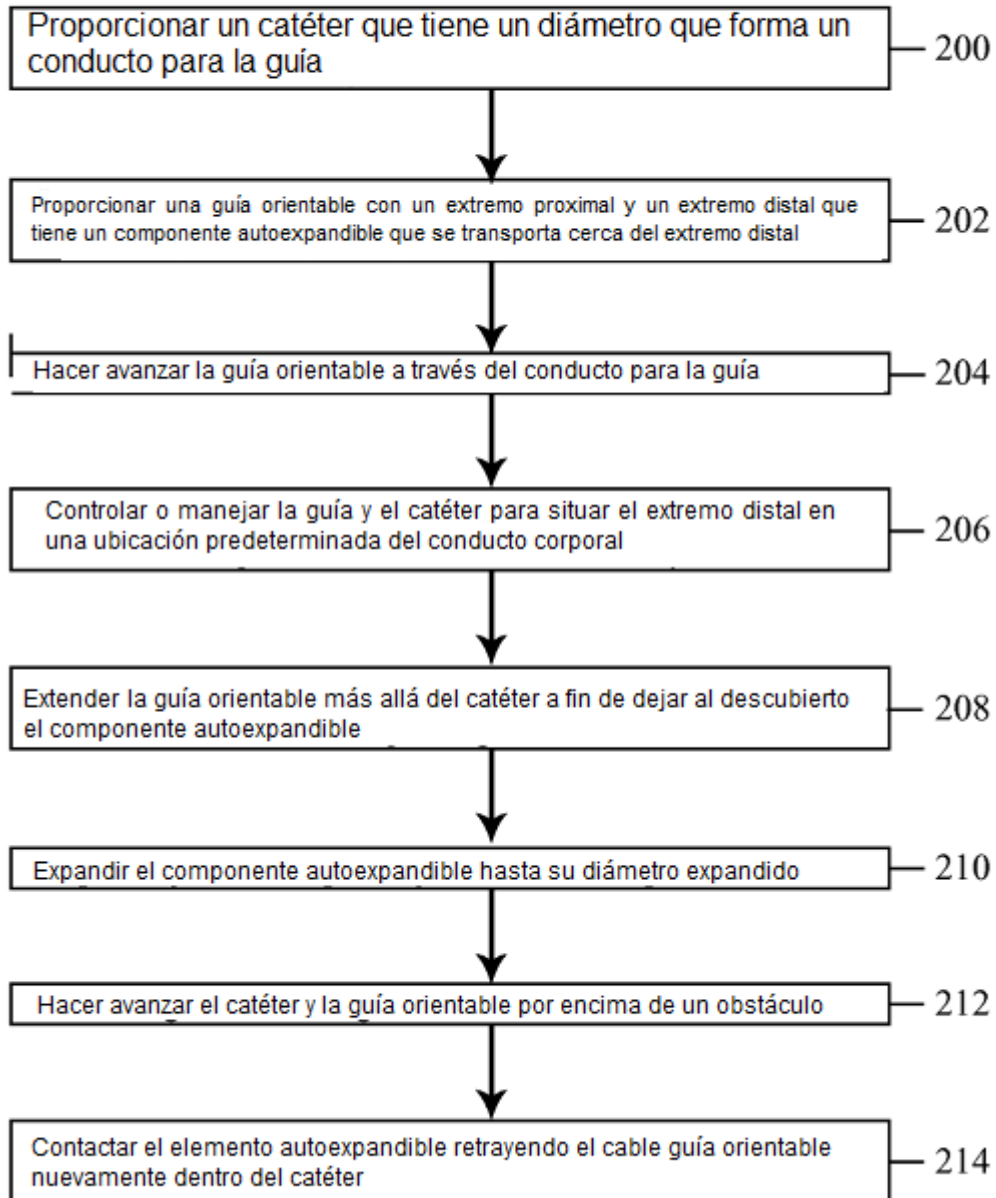 Proporcionar un catéter que tiene un diámetro que forma un
conducto para la guía
200
Proporcionar una guía orientable con un extremo proximal y un extremo distal que
tiene un componente autoexpandible que se transporta cerca del extremo distal
202
Hacer avanzar la guía orientable a través del conducto para la guía
204
Controlar o manejar la guía y el catéter para situar el extremo distal en
una ubicación predeterminada del conducto corporal
206
Extender la guía orientable más allá del catéter a fin de dejar al descubierto
el componente autoexpandible
208
Expandir el componente autoexpandible hasta su diámetro expandido
210
Hacer avanzar el catéter y la guía orientable por encima de un obstáculo
212
Contactar el elemento autoexpandible retrayendo el cable guía orientable
nuevamente dentro del catéter
214